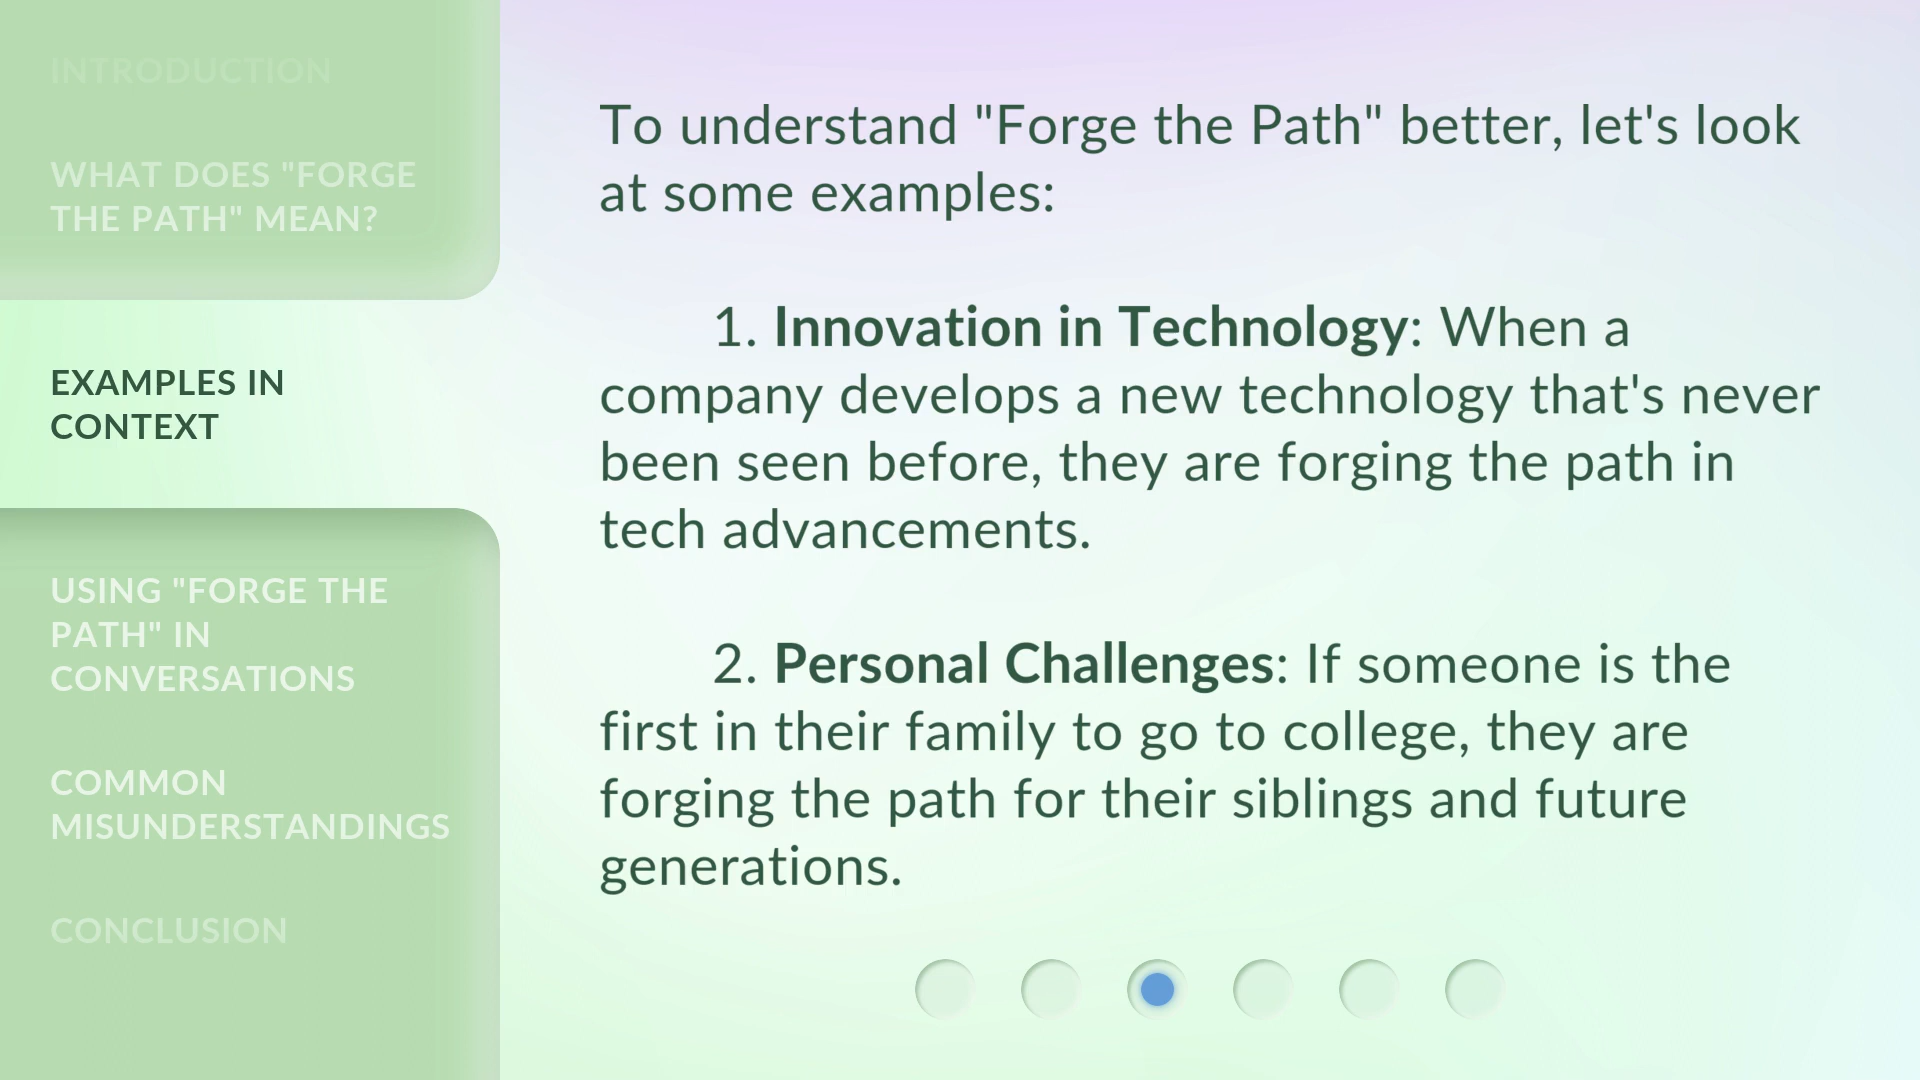 INTRODUCTION
WHAT DOES "FORGE
THE PATH" MEAN?
EXAMPLES IN
CONTEXT
USING "FORGE THE
PATH" IN
CONVERSATIONS
COMMON
MISUNDERSTANDINGS
CONCLUSION
To understand "Forge the Path" better, let's look
at some examples:
1. Innovation in Technology: When a
company develops a new technology that's never
been seen before, they are forging the path in
tech advancements.
2. Personal Challenges: If someone is the
first in their family to go to college, they are
forging the path for their siblings and future
generations.